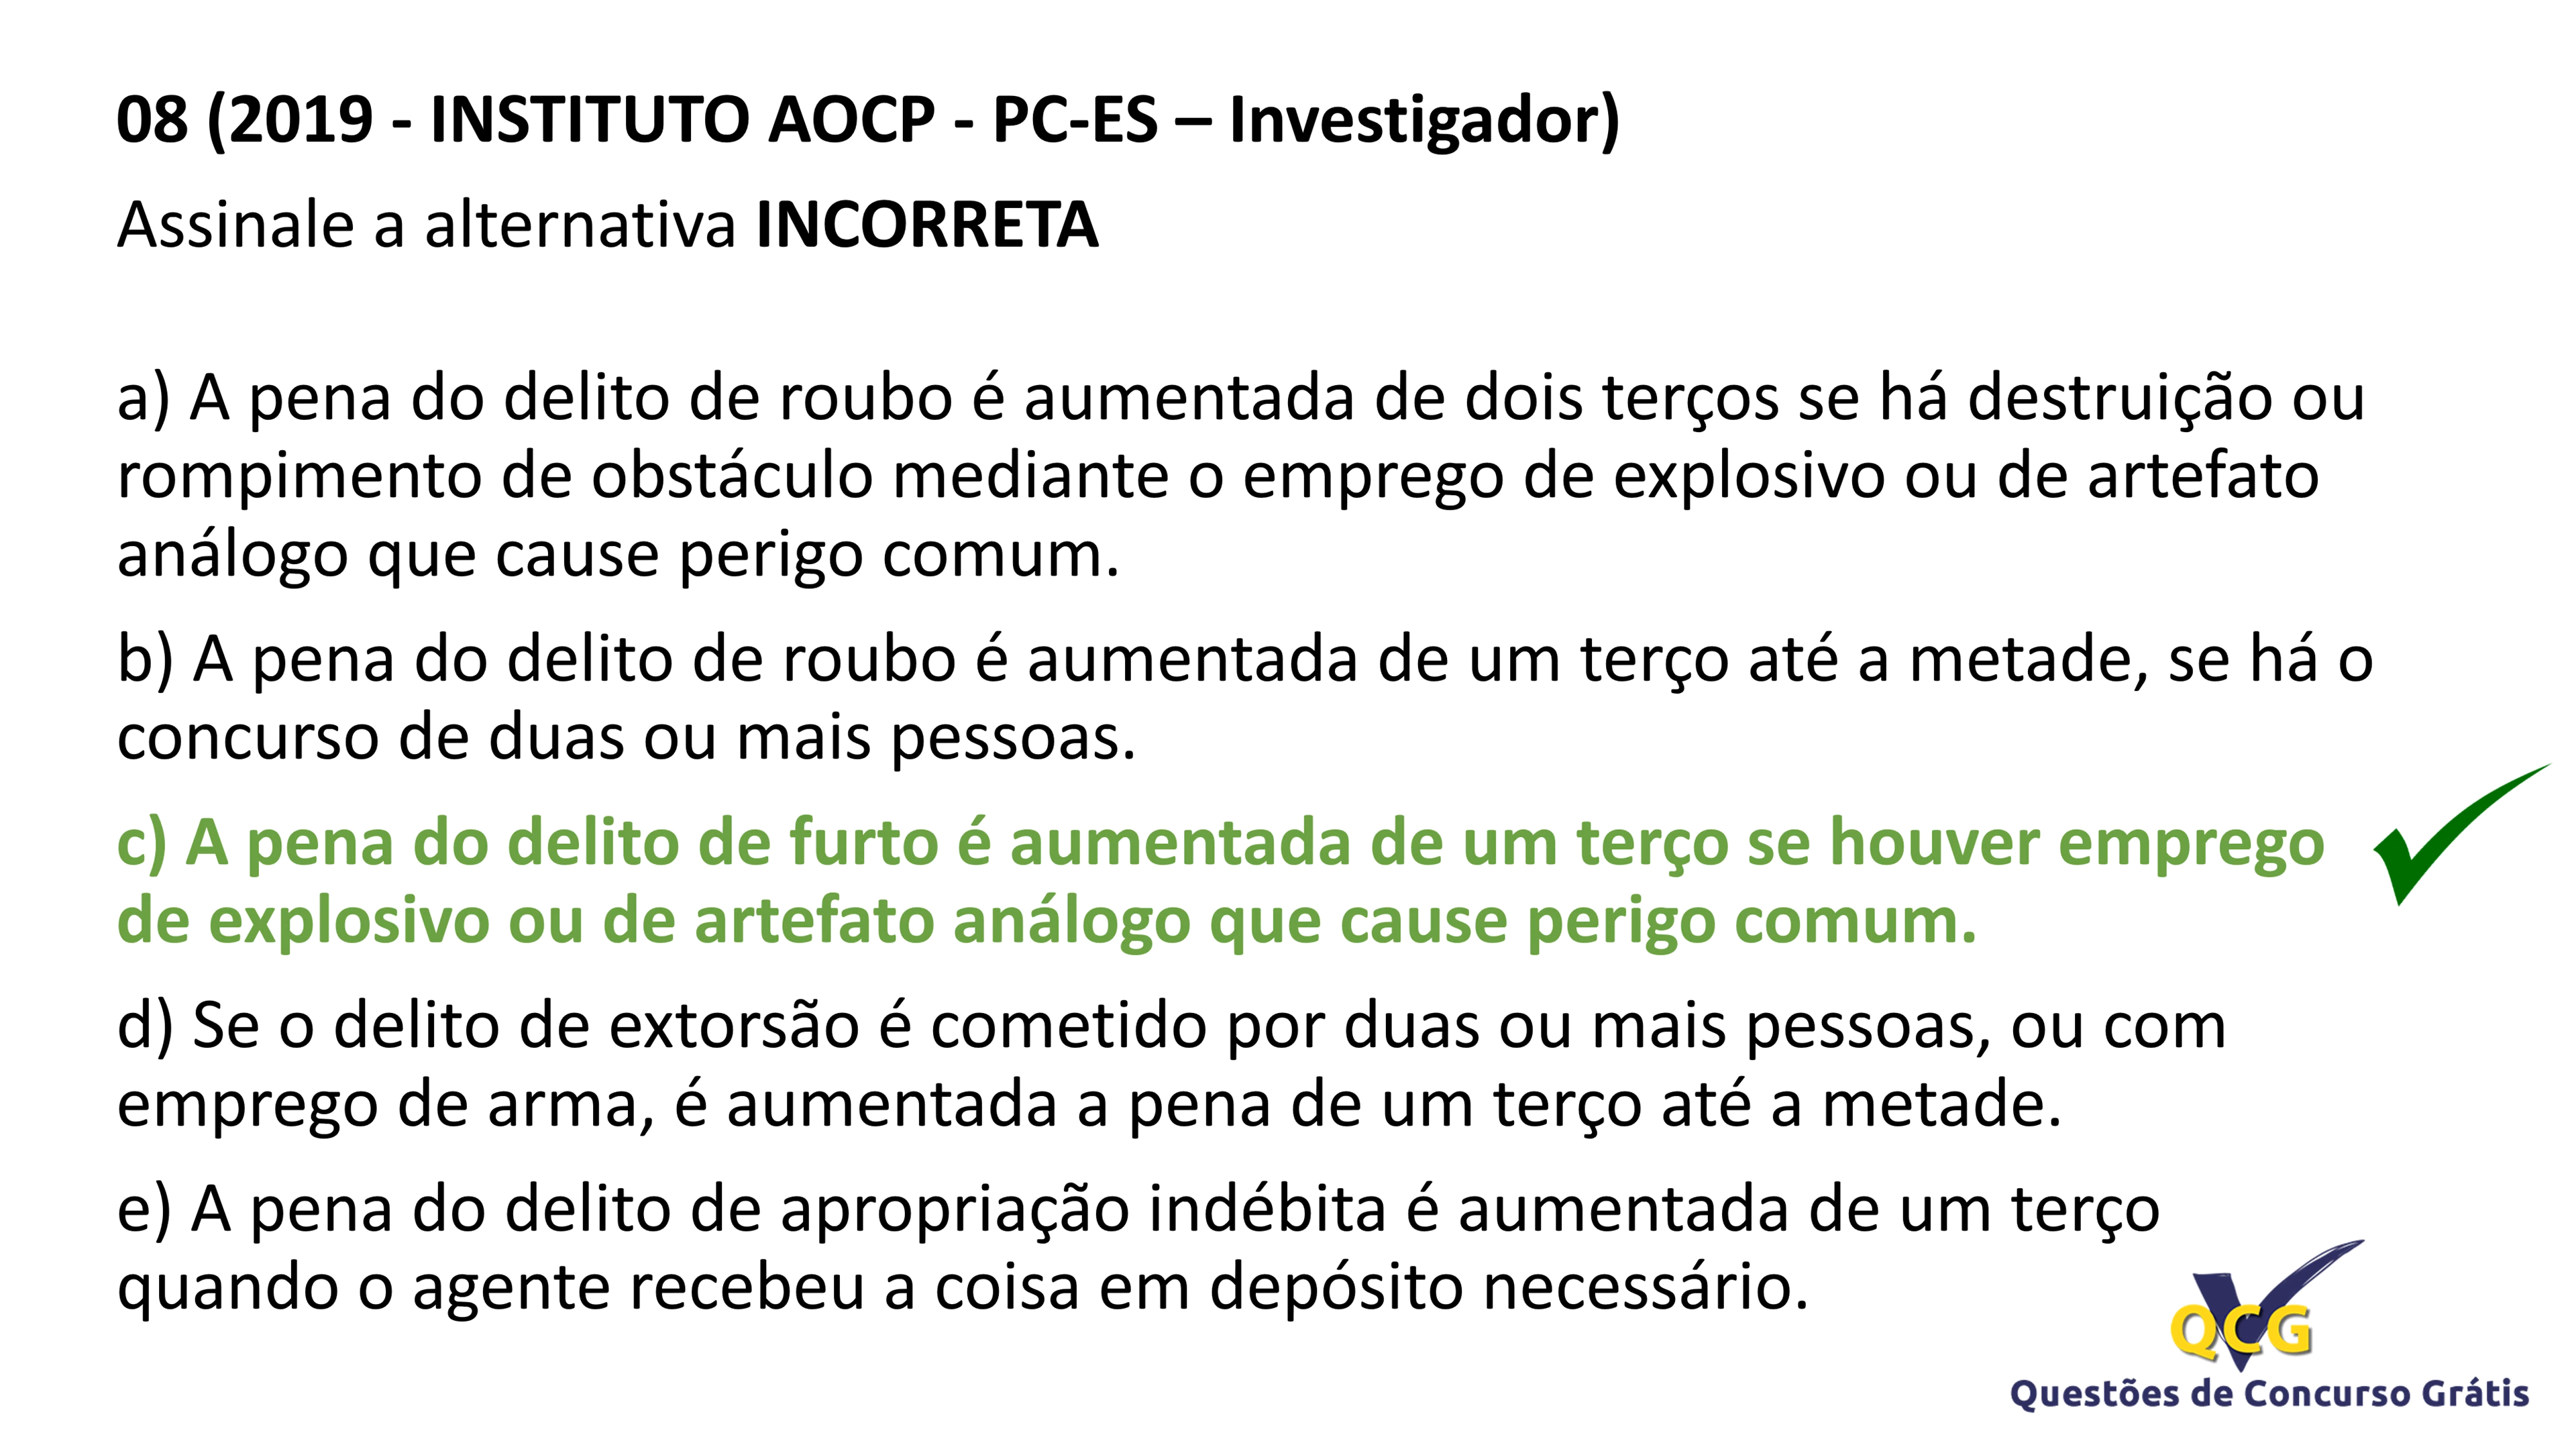 08 (2019 - INSTITUTO AOCP - PC-ES – Investigador)
Assinale a alternativa INCORRETA
a) A pena do delito de roubo é aumentada de dois terços se há destruição ou
rompimento de obstáculo mediante o emprego de explosivo ou de artefato
análogo que cause perigo comum.
b) A pena do delito de roubo é aumentada de um terço até a metade, se há o
concurso de duas ou mais pessoas.
c) A pena do delito de furto é aumentada de um terço se houver emprego
de explosivo ou de artefato análogo que cause perigo comum.
d) Se o delito de extorsão é cometido por duas ou mais pessoas, ou com
emprego de arma, é aumentada a pena de um terço até a metade.
e) A pena do delito de apropriação indébita é aumentada de um terço
quando o agente recebeu a coisa em depósito necessário.
QCG
Questões de Concurso Grátis